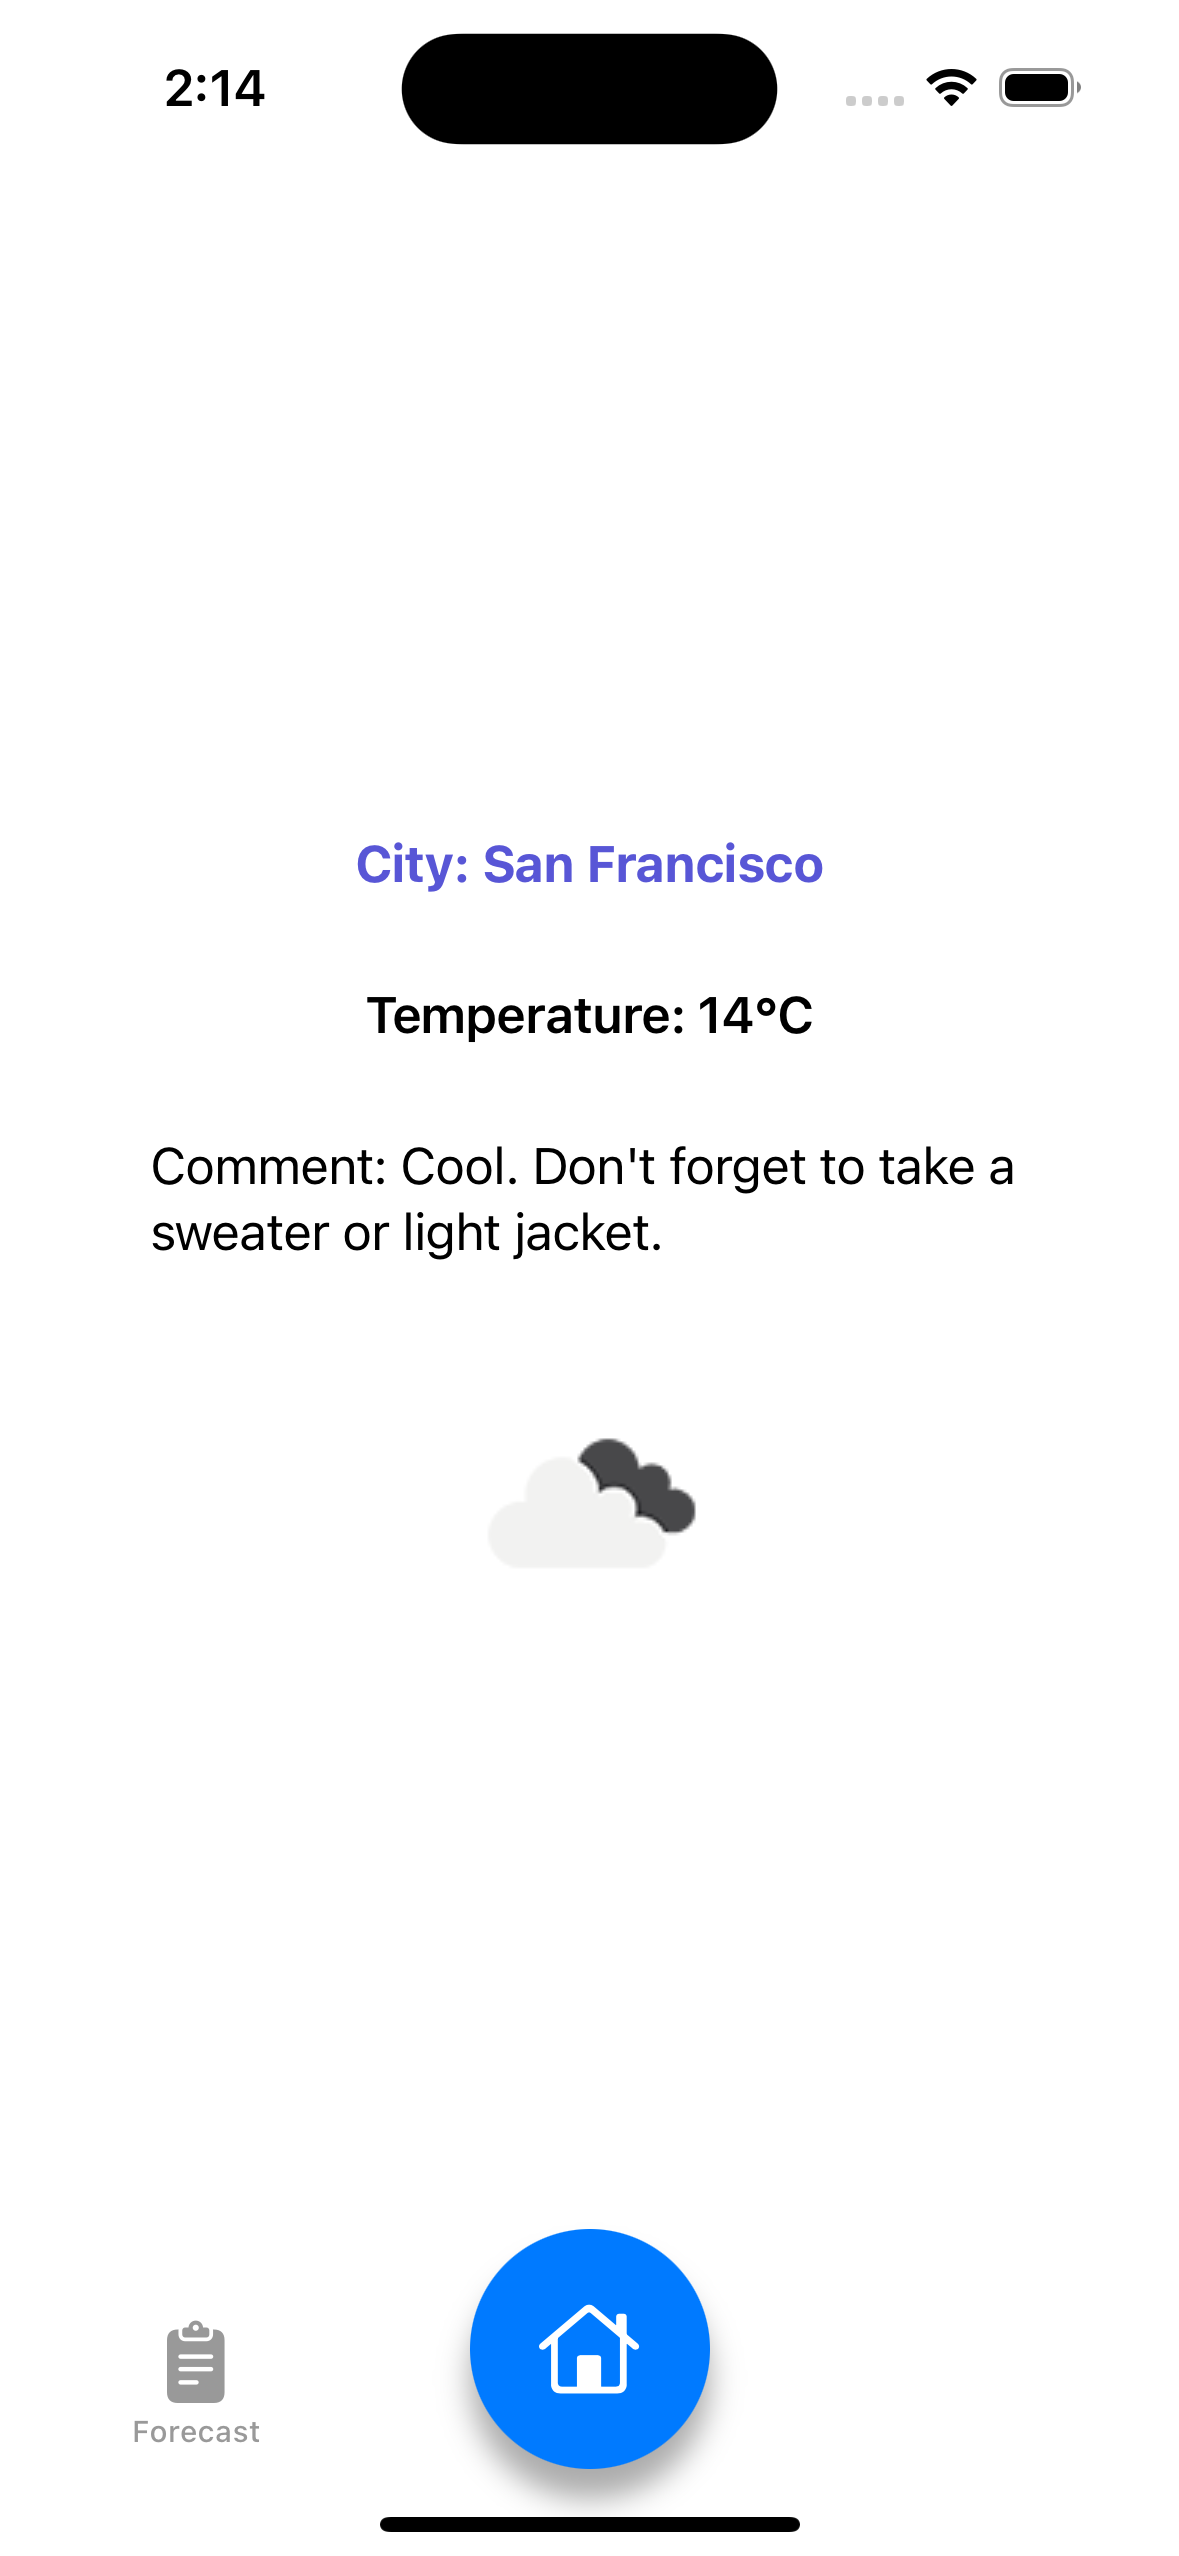 2:14
City: San Francisco
Temperature: 14°C
Comment: Cool. Don't forget to take a
sweater or light jacket.
Forecast